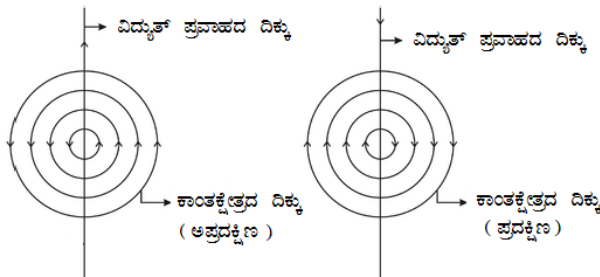 ವಿದ್ಯುತ್ ಪ್ರವಾಹದ ದಿಕ್ಕು
ಕಾಂತಕ್ಷೇತ್ರದ ದಿಕ್ಕು
( ಅಪ್ರದಕ್ಷಿಣ )
ವಿದ್ಯುತ್ ಪ್ರವಾಹದ ದಿಕ್ಕು
ಕಾಂತಕ್ಷೇತ್ರದ ದಿಕ್ಕು
( ಪ್ರದಕ್ಷಿಣ )